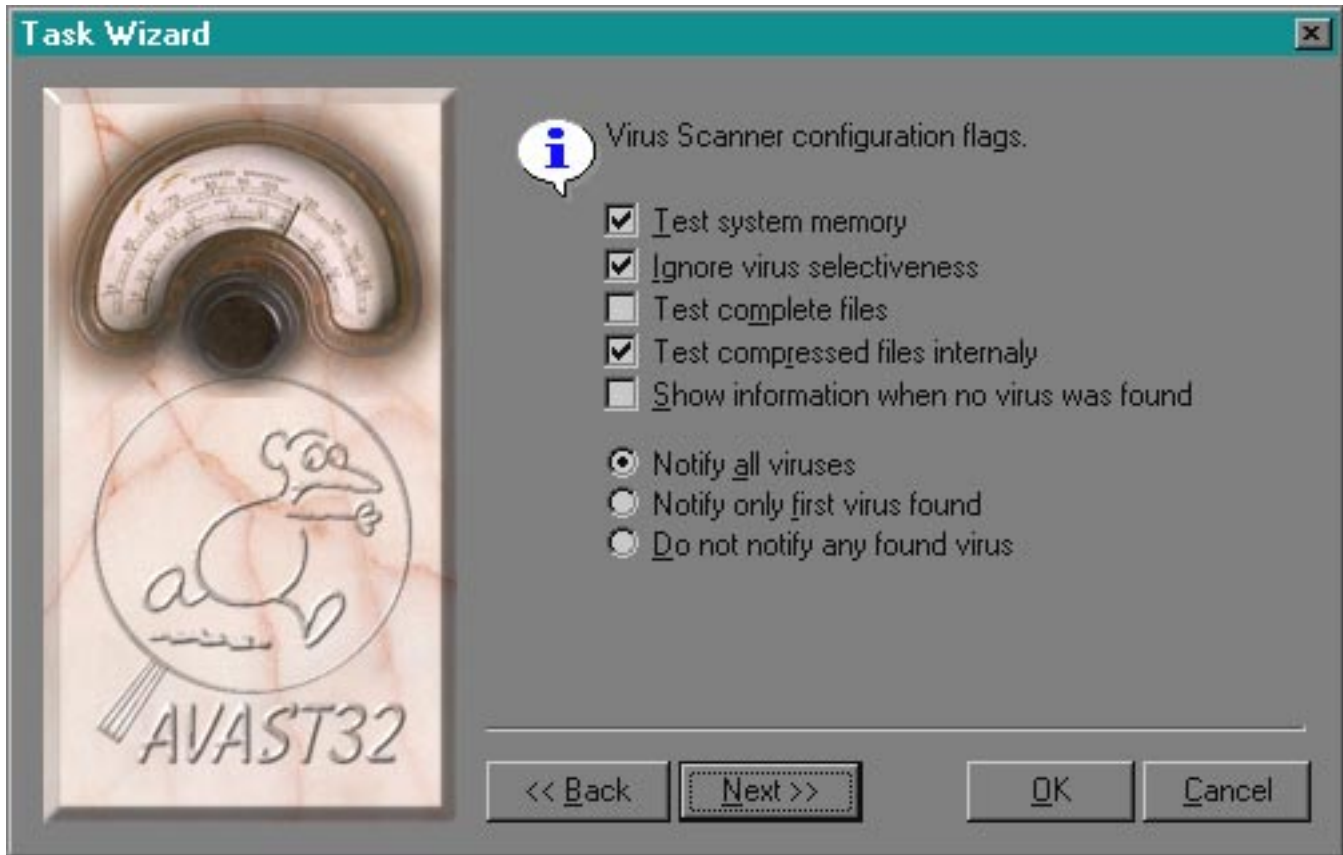 Task Wizard
Virus Scanner configuration flags.
Test system memory
Ignore virus selectiveness
Test complete files
Test compressed files internaly
Show information when no virus was found
Notify all viruses
Notify only first virus found
Do not notify any found virus
AVAST32
<< Back
Next >>
OK
Cancel